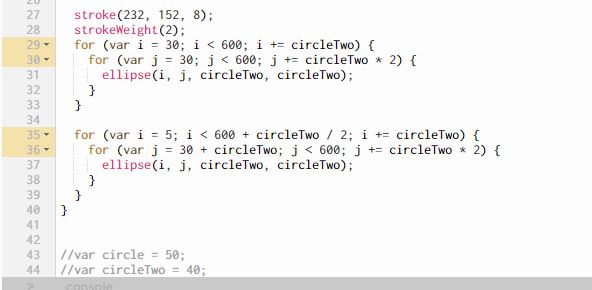 27 stroke(232, 152, 8);
28 strokeWeight(2);
29 for (var i = 30; i < 600; i += circleTwo) {
30 for (var j = 30; j < 600; j += circleTwo * 2) {
31 ellipse(i, j, circleTwo, circleTwo);
32 }
33 }
34
35 for (var i = 5; i < 600 + circleTwo / 2; i += circleTwo) {
36 for (var j = 30 + circleTwo; j < 600; j += circleTwo * 2) {
37 ellipse(i, j, circleTwo, circleTwo);
38 }
39 }
40 }
41
42
43 //var circle = 50;
44 //var circleTwo = 40;
> console